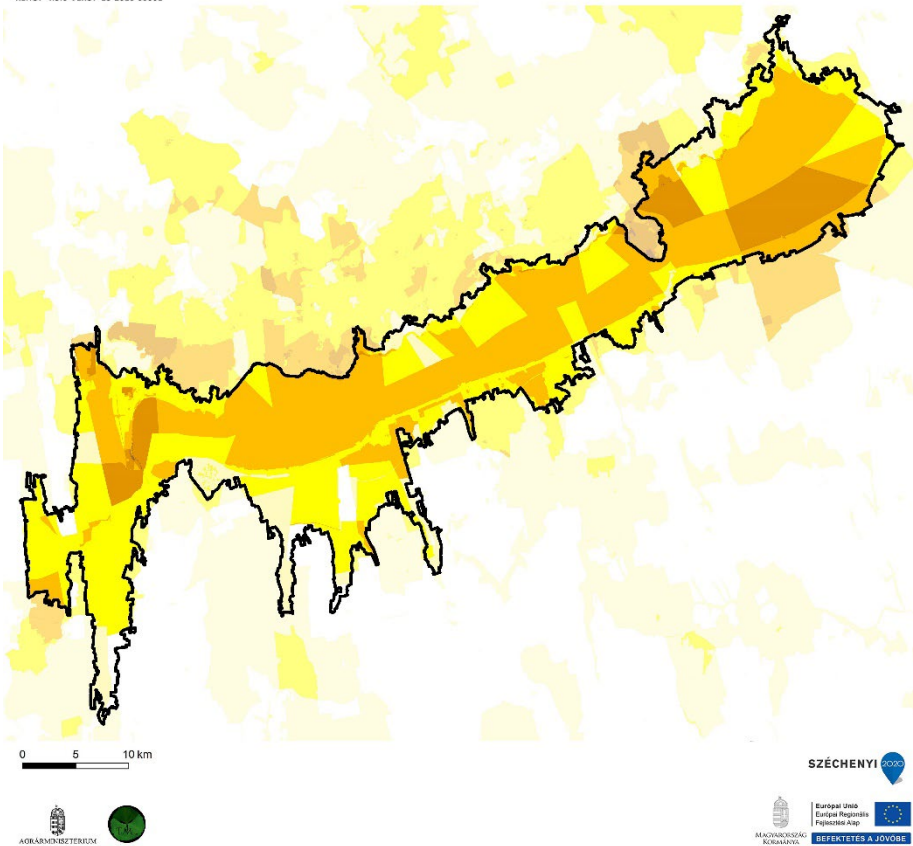 0 5 10 km
SZÉCHENYI 2020
AGRÁRMINISZTÉRIUM
MAGYARORSZÁG
KORMÁNYA
Európai Unió
Európai Regionális
Fejlesztési Alap
BEFEKTETÉS A JÖVŐBE